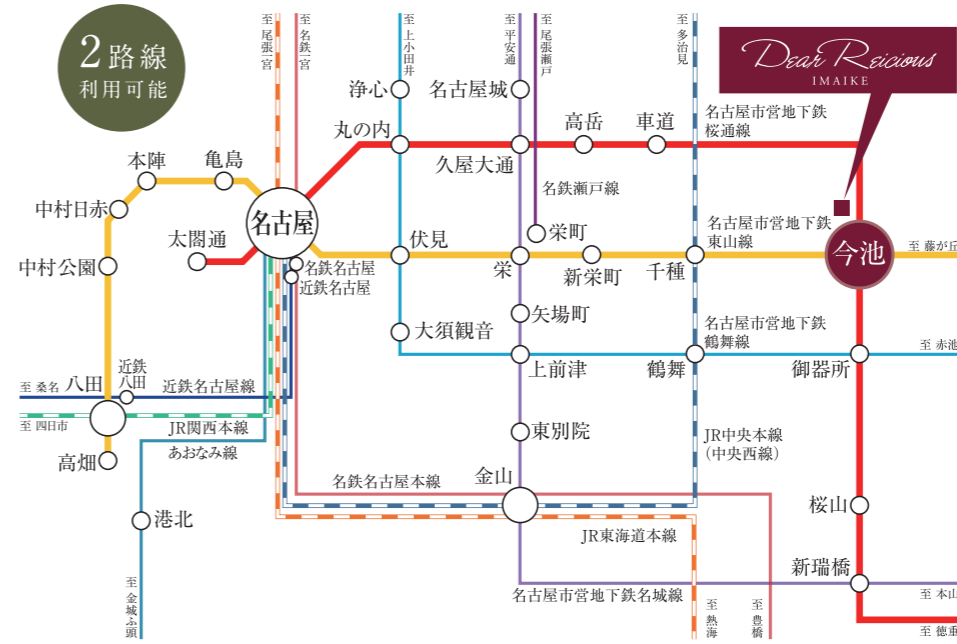 2路線
利用可能
至 尾張一宮
至 名鉄一宮
至 上小田井
至 平安通
至 尾張瀬戸
至 多治見
Dear Reicious
IMAIKE
浄心
名古屋城
丸の内
久屋大通
高岳
車道
名古屋市営地下鉄
桜通線
本陣
亀島
中村日赤
名古屋
太閤通
中村公園
名鉄瀬戸線
栄町
名古屋市営地下鉄
東山線
伏見
栄
新栄町
千種
今池
至 藤が丘
名鉄名古屋
近鉄名古屋
大須観音
矢場町
名古屋市営地下鉄
鶴舞線
上前津
鶴舞
御器所
至 赤池
至 桑名
八田
近鉄
八田
近鉄名古屋線
至 四日市
JR関西本線
あおなみ線
高畑
東別院
JR中央本線
(中央西線)
名鉄名古屋本線
金山
港北
桜山
JR東海道本線
新瑞橋
名古屋市営地下鉄名城線
至 本山
至 金城ふ頭
至 熱海
至 豊橋
至 徳重